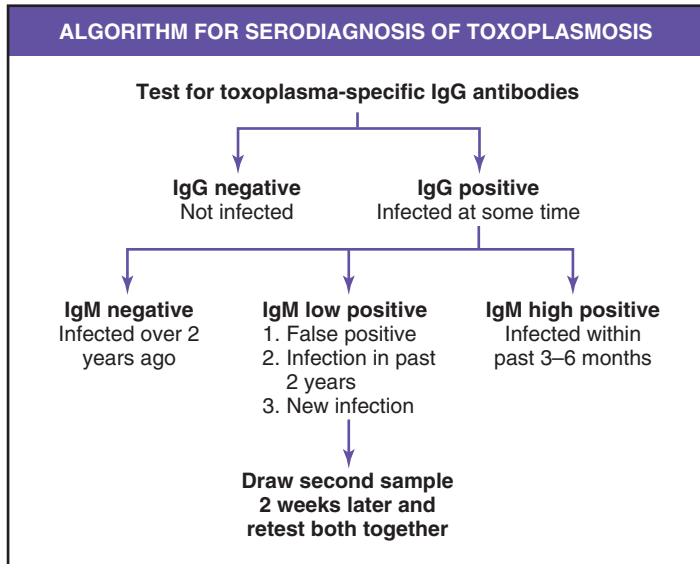 ALGORITHM FOR SERODIAGNOSIS OF TOXOPLASMOSIS
Test for toxoplasma-specific IgG antibodies
IgG negative
Not infected
IgG positive
Infected at some time
IgM negative
Infected over 2
years ago
IgM low positive
1. False positive
2. Infection in past
2 years
3. New infection
IgM high positive
Infected within
past 3–6 months
Draw second sample
2 weeks later and
retest both together